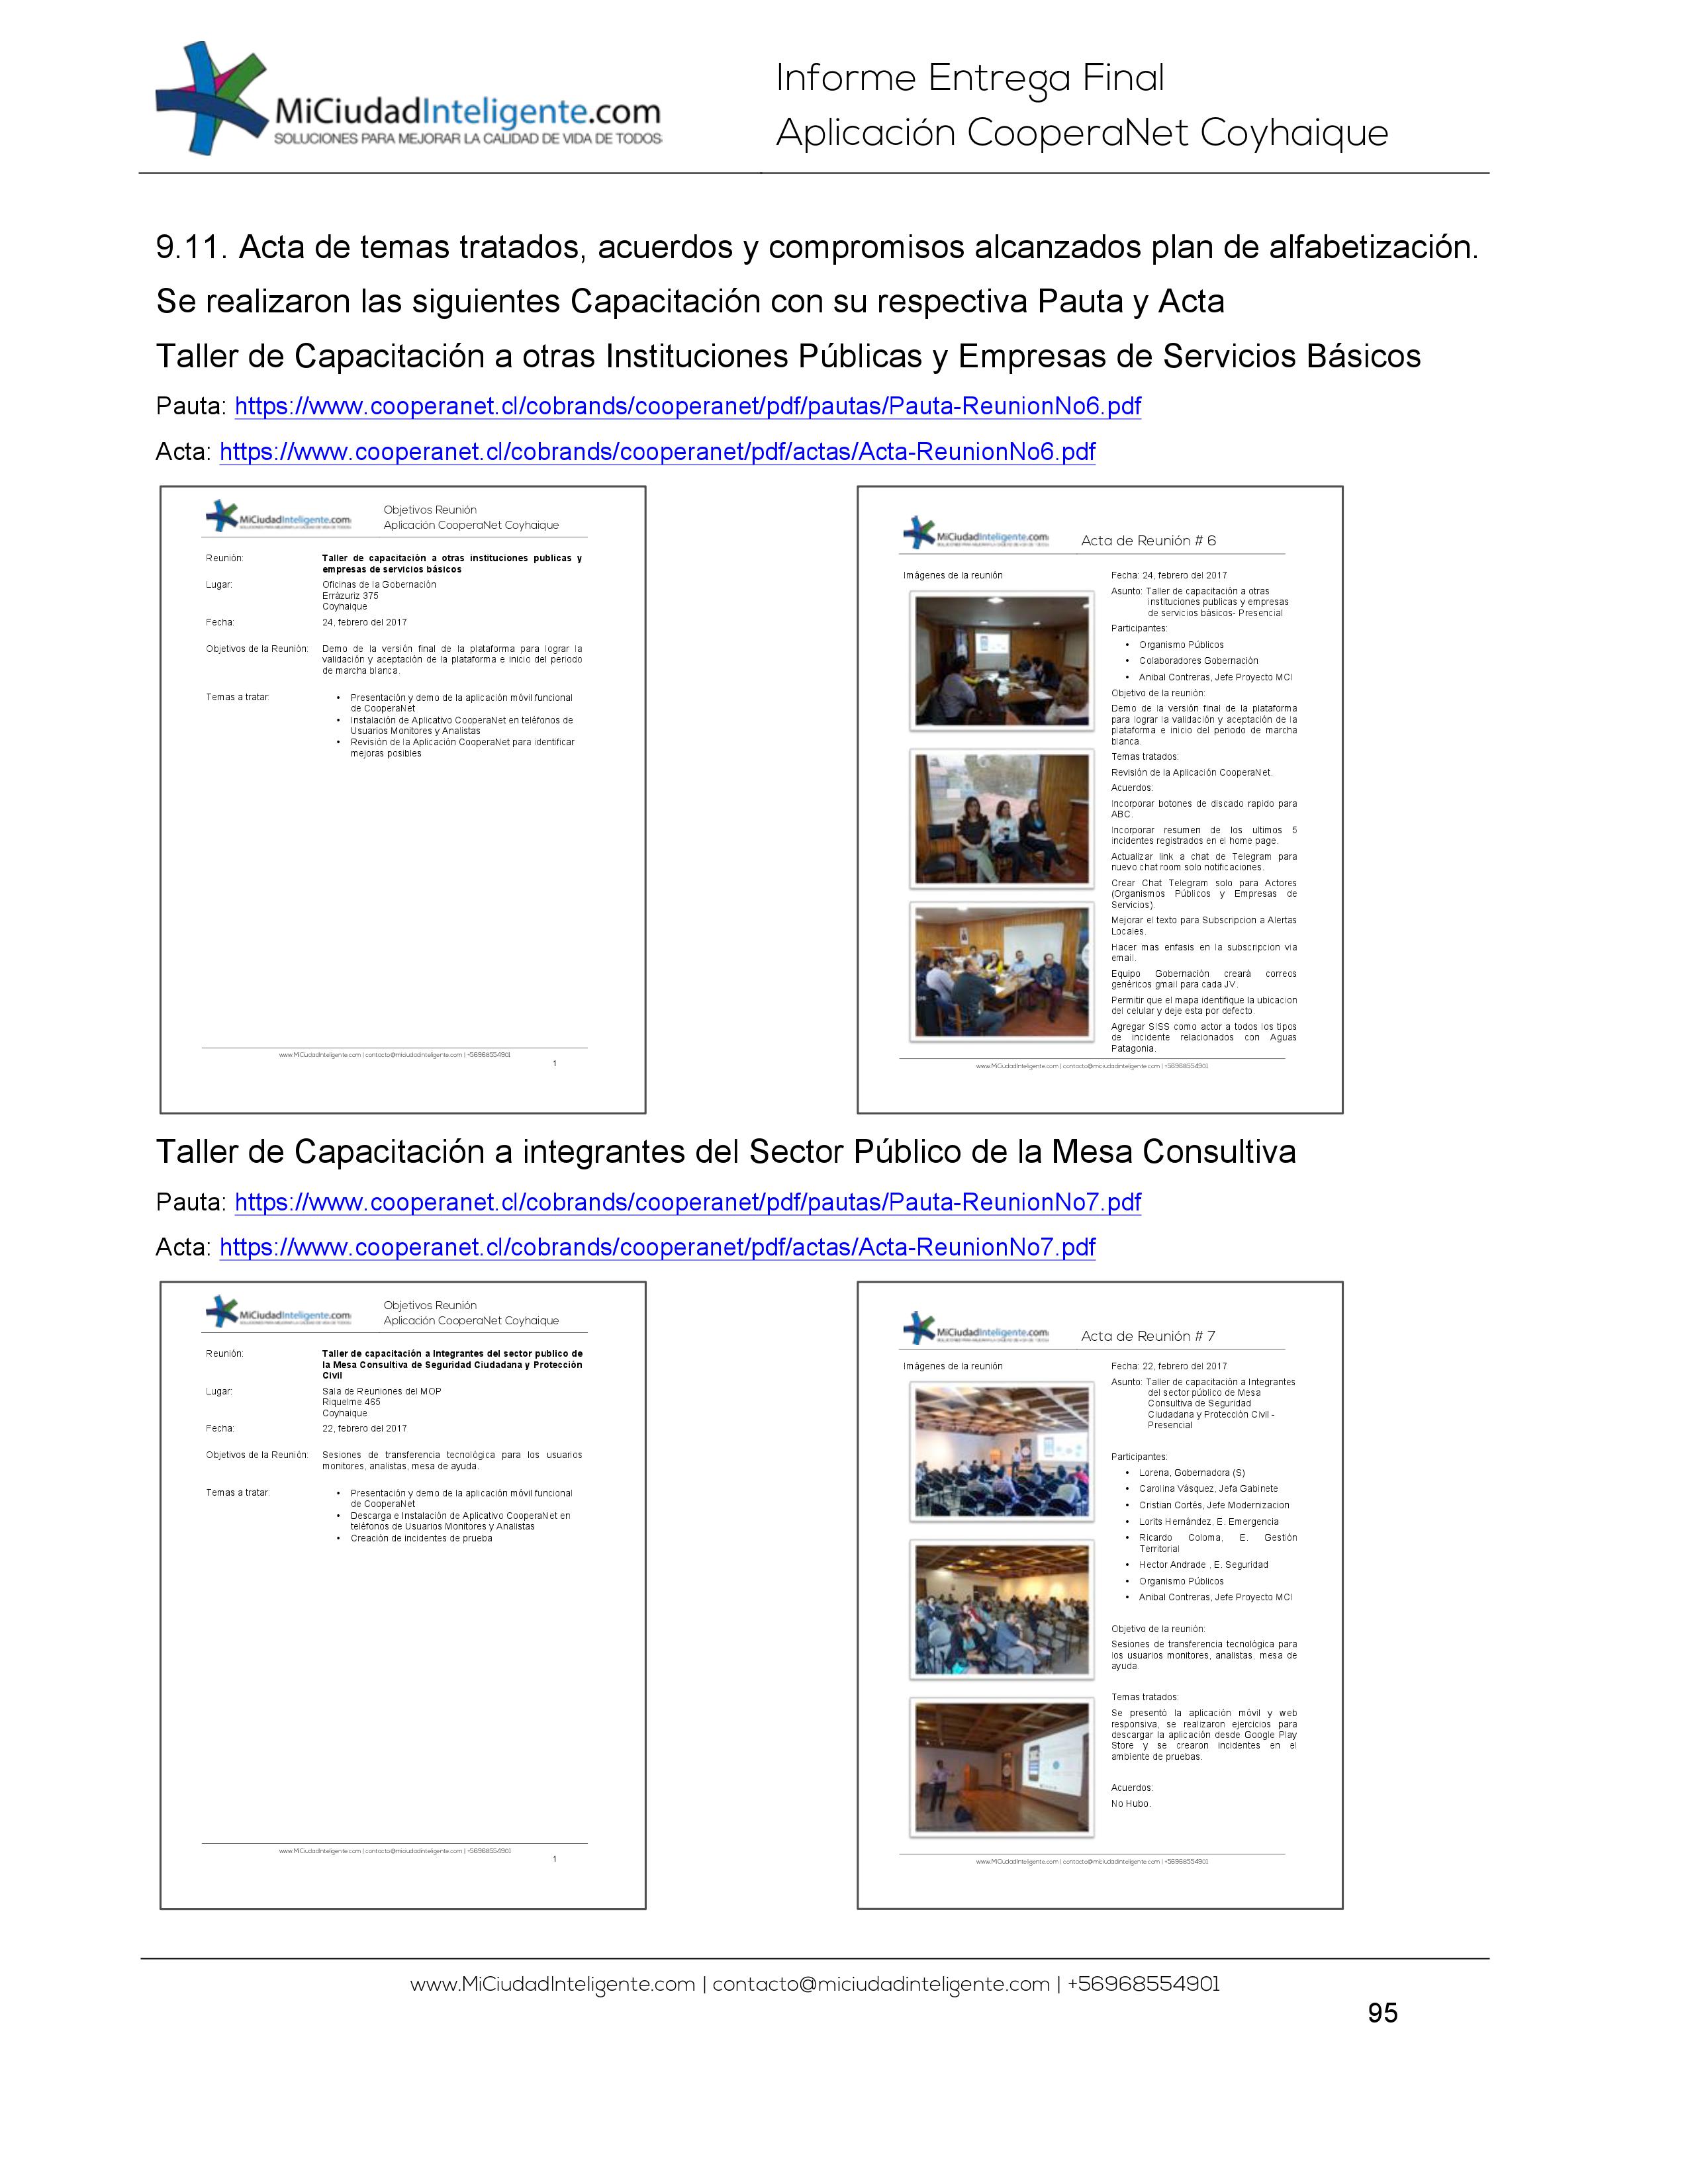 MiCiudadInteligente.com
SOLUCIONES PARA MEJORAR LA CALIDAD DE VIDA DE TODOS
Informe Entrega Final
Aplicación CooperaNet Coyhaique
9.11. Acta de temas tratados, acuerdos y compromisos alcanzados plan de alfabetización.
Se realizaron las siguientes Capacitación con su respectiva Pauta y Acta
Taller de Capacitación a otras Instituciones Públicas y Empresas de Servicios Básicos
Pauta: https://www.cooperanet.cl/cobrands/cooperanet/pdf/pautas/Pauta-ReunionNo6.pdf
Acta: https://www.cooperanet.cl/cobrands/cooperanet/pdf/actas/Acta-ReunionNo6.pdf
MiCiudadInteligente.com
Objetivos Reunión
Aplicación CooperaNet Coyhaique
Reunión: Taller de capacitación a otras instituciones publicas y
empresas de servicios básicos
Lugar: Oficinas de la Gobernación
Erràzuriz 375
Coyhaique
Fecha: 24, febrero del 2017
Objetivos de la Reunión: Demo de la versión final de la plataforma para lograr la
validación y aceptación de la plataforma e inicio del periodo
de marcha blanca.
Temas a tratar:
• Presentación y demo de la aplicación móvil funcional
de CooperaNet
• Instalación de Aplicativo CooperaNet en teléfonos de
Usuarios Monitores y Analistas
• Revisión de la Aplicación CooperaNet para identificar
mejoras posibles
www.MiCiudadInteligente.com | contacto@miciudadinteligente.com | +56968554901
1
MiCiudadInteligente.com
Acta de Reunión # 6
Imágenes de la reunión
Fecha: 24, febrero del 2017
Asunto: Taller de capacitación a otras
instituciones publicas y empresas
de servicios básicos- Presencial
Participantes:
• Organismo Públicos
• Colaboradores Gobernación
• Anibal Contreras, Jefe Proyecto MCI
Objetivo de la reunión:
Demo de la versión final de la plataforma
para lograr la validación y aceptación de la
plataforma e inicio del periodo de marcha
blanca.
Temas tratados:
Revisión de la Aplicación CooperaNet.
Acuerdos:
Incorporar botones de discado rapido para
ABC.
Incorporar resumen de los ultimos 5
incidentes registrados en el home page.
Actualizar link a chat de Telegram para
nuevo chat room solo notificaciones.
Crear Chat Telegram solo para Actores
(Organismos Públicos y Empresas de
Servicios).
Mejorar el texto para Subscripcion a Alertas
Locales.
Hacer mas enfasis en la subscripcion via
email.
Equipo Gobernación creará correos
genéricos gmail para cada JV.
Permitir que el mapa identifique la ubicacion
del celular y deje esta por defecto.
Agregar SISS como actor a todos los tipos
de incidente relacionados con Aguas
Patagonia.
www.MiCiudadInteligente.com | contacto@miciudadinteligente.com | +56968554901
Taller de Capacitación a integrantes del Sector Público de la Mesa Consultiva
Pauta: https://www.cooperanet.cl/cobrands/cooperanet/pdf/pautas/Pauta-ReunionNo7.pdf
Acta: https://www.cooperanet.cl/cobrands/cooperanet/pdf/actas/Acta-ReunionNo7.pdf
MiCiudadInteligente.com
Objetivos Reunión
Aplicación CooperaNet Coyhaique
Reunión: Taller de capacitación a Integrantes del sector publico de
la Mesa Consultiva de Seguridad Ciudadana y Protección
Civil
Lugar: Sala de Reuniones del MOP
Riquelme 465
Coyhaique
Fecha: 22, febrero del 2017
Objetivos de la Reunión: Sesiones de transferencia tecnológica para los usuarios
monitores, analistas, mesa de ayuda.
Temas a tratar:
• Presentación y demo de la aplicación móvil funcional
de CooperaNet
• Descarga e Instalación de Aplicativo CooperaNet en
teléfonos de Usuarios Monitores y Analistas
• Creación de incidentes de prueba
www.MiCiudadInteligente.com | contacto@miciudadinteligente.com | +56968554901
1
MiCiudadInteligente.com
Acta de Reunión # 7
Imágenes de la reunión
Fecha: 22, febrero del 2017
Asunto: Taller de capacitación a Integrantes
del sector público de Mesa
Consultiva de Seguridad
Ciudadana y Protección Civil -
Presencial
Participantes:
• Lorena, Gobernadora (S)
• Carolina Vásquez, Jefa Gabinete
• Cristian Cortés, Jefe Modernizacion
• Lorits Hernández, E. Emergencia
• Ricardo Coloma, E. Gestión
Territorial
• Hector Andrade , E. Seguridad
• Organismo Públicos
• Anibal Contreras, Jefe Proyecto MCI
Objetivo de la reunión:
Sesiones de transferencia tecnológica para
los usuarios monitores, analistas, mesa de
ayuda.
Temas tratados:
Se presentó la aplicación móvil y web
responsiva, se realizaron ejercicios para
descargar la aplicación desde Google Play
Store y se crearon incidentes en el
ambiente de pruebas.
Acuerdos:
No Hubo.
www.MiCiudadInteligente.com | contacto@miciudadinteligente.com | +56968554901
www.MiCiudadInteligente.com | contacto@miciudadinteligente.com | +56968554901
95